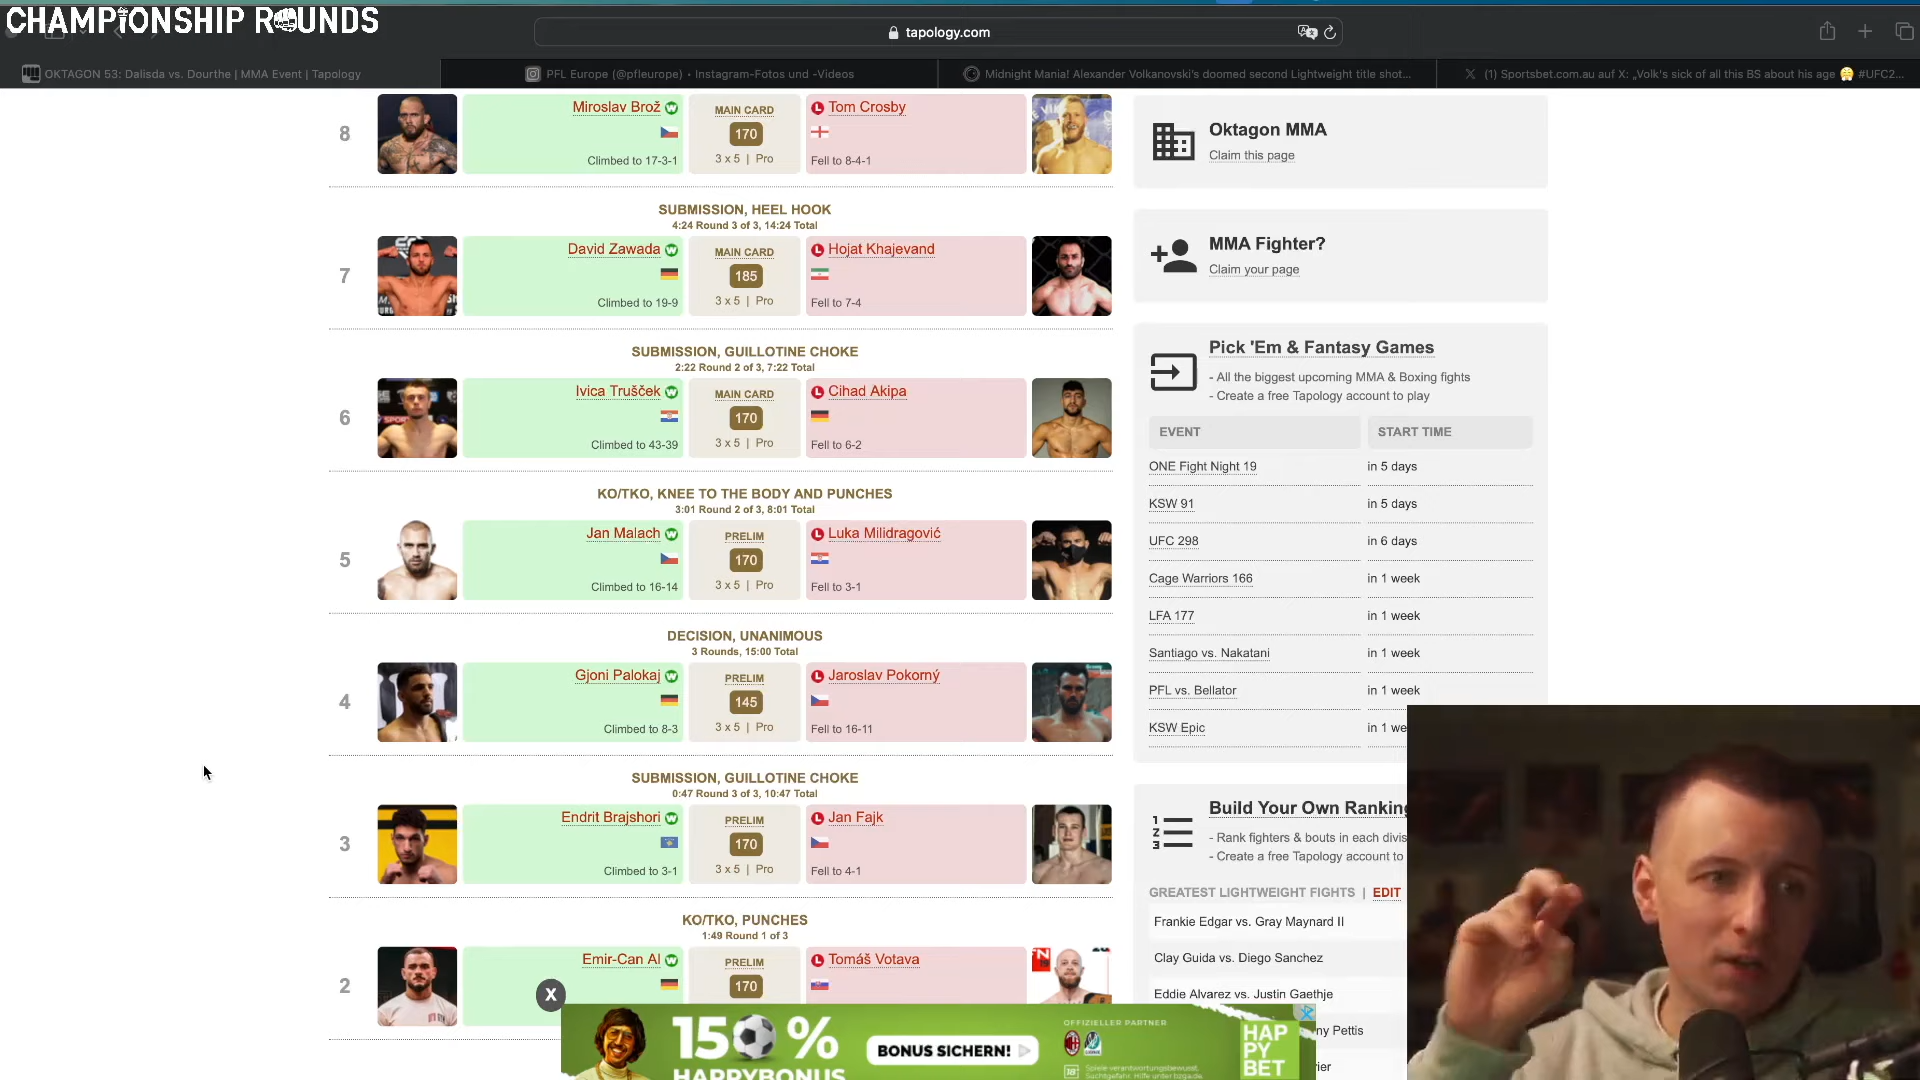 CHAMPIONSHIP ROUNDS
tapology.com
OKTAGON 53: Dalisda vs. Dourthe | MMA Event | Tapology
PFL Europe (@pfleurope) • Instagram-Fotos und -Videos
Midnight Mania! Alexander Volkanovski's doomed second Lightweight title shot...
(1) Sportsbet.com.au auf X: „Volk's sick of all this BS about his age 😤 #UFC2...
8
Miroslav Brož W
Climbed to 17-3-1
MAIN CARD
170
3 x 5 | Pro
L Tom Crosby
Fell to 8-4-1
SUBMISSION, HEEL HOOK
4:24 Round 3 of 3, 14:24 Total
7
David Zawada W
Climbed to 19-9
MAIN CARD
185
3 x 5 | Pro
L Hojat Khajevand
Fell to 7-4
SUBMISSION, GUILLOTINE CHOKE
2:22 Round 2 of 3, 7:22 Total
6
Ivica Trušček W
Climbed to 43-39
MAIN CARD
170
3 x 5 | Pro
L Cihad Akipa
Fell to 6-2
KO/TKO, KNEE TO THE BODY AND PUNCHES
3:01 Round 2 of 3, 8:01 Total
5
Jan Malach W
Climbed to 16-14
PRELIM
170
3 x 5 | Pro
L Luka Milidragović
Fell to 3-1
DECISION, UNANIMOUS
3 Rounds, 15:00 Total
4
Gjoni Palokaj W
Climbed to 8-3
PRELIM
145
3 x 5 | Pro
L Jaroslav Pokorný
Fell to 16-11
SUBMISSION, GUILLOTINE CHOKE
0:47 Round 3 of 3, 10:47 Total
3
Endrit Brajshori W
Climbed to 3-1
PRELIM
170
3 x 5 | Pro
L Jan Fajk
Fell to 4-1
KO/TKO, PUNCHES
1:49 Round 1 of 3
2
Emir-Can Al W
PRELIM
170
L Tomáš Votava
Oktagon MMA
Claim this page
MMA Fighter?
Claim your page
Pick 'Em & Fantasy Games
- All the biggest upcoming MMA & Boxing fights
- Create a free Tapology account to play
EVENT START TIME
ONE Fight Night 19 in 5 days
KSW 91 in 5 days
UFC 298 in 6 days
Cage Warriors 166 in 1 week
LFA 177 in 1 week
Santiago vs. Nakatani in 1 week
PFL vs. Bellator in 1 week
KSW Epic in 1 we
Build Your Own Ranking
- Rank fighters & bouts in each divis
- Create a free Tapology account to
GREATEST LIGHTWEIGHT FIGHTS | EDIT
Frankie Edgar vs. Gray Maynard II
Clay Guida vs. Diego Sanchez
Eddie Alvarez vs. Justin Gaethje
ny Pettis
ier
X
150 %
HAPPYBONUS
BONUS SICHERN!
OFFIZIELLER PARTNER
18+
HAP
PY
BET